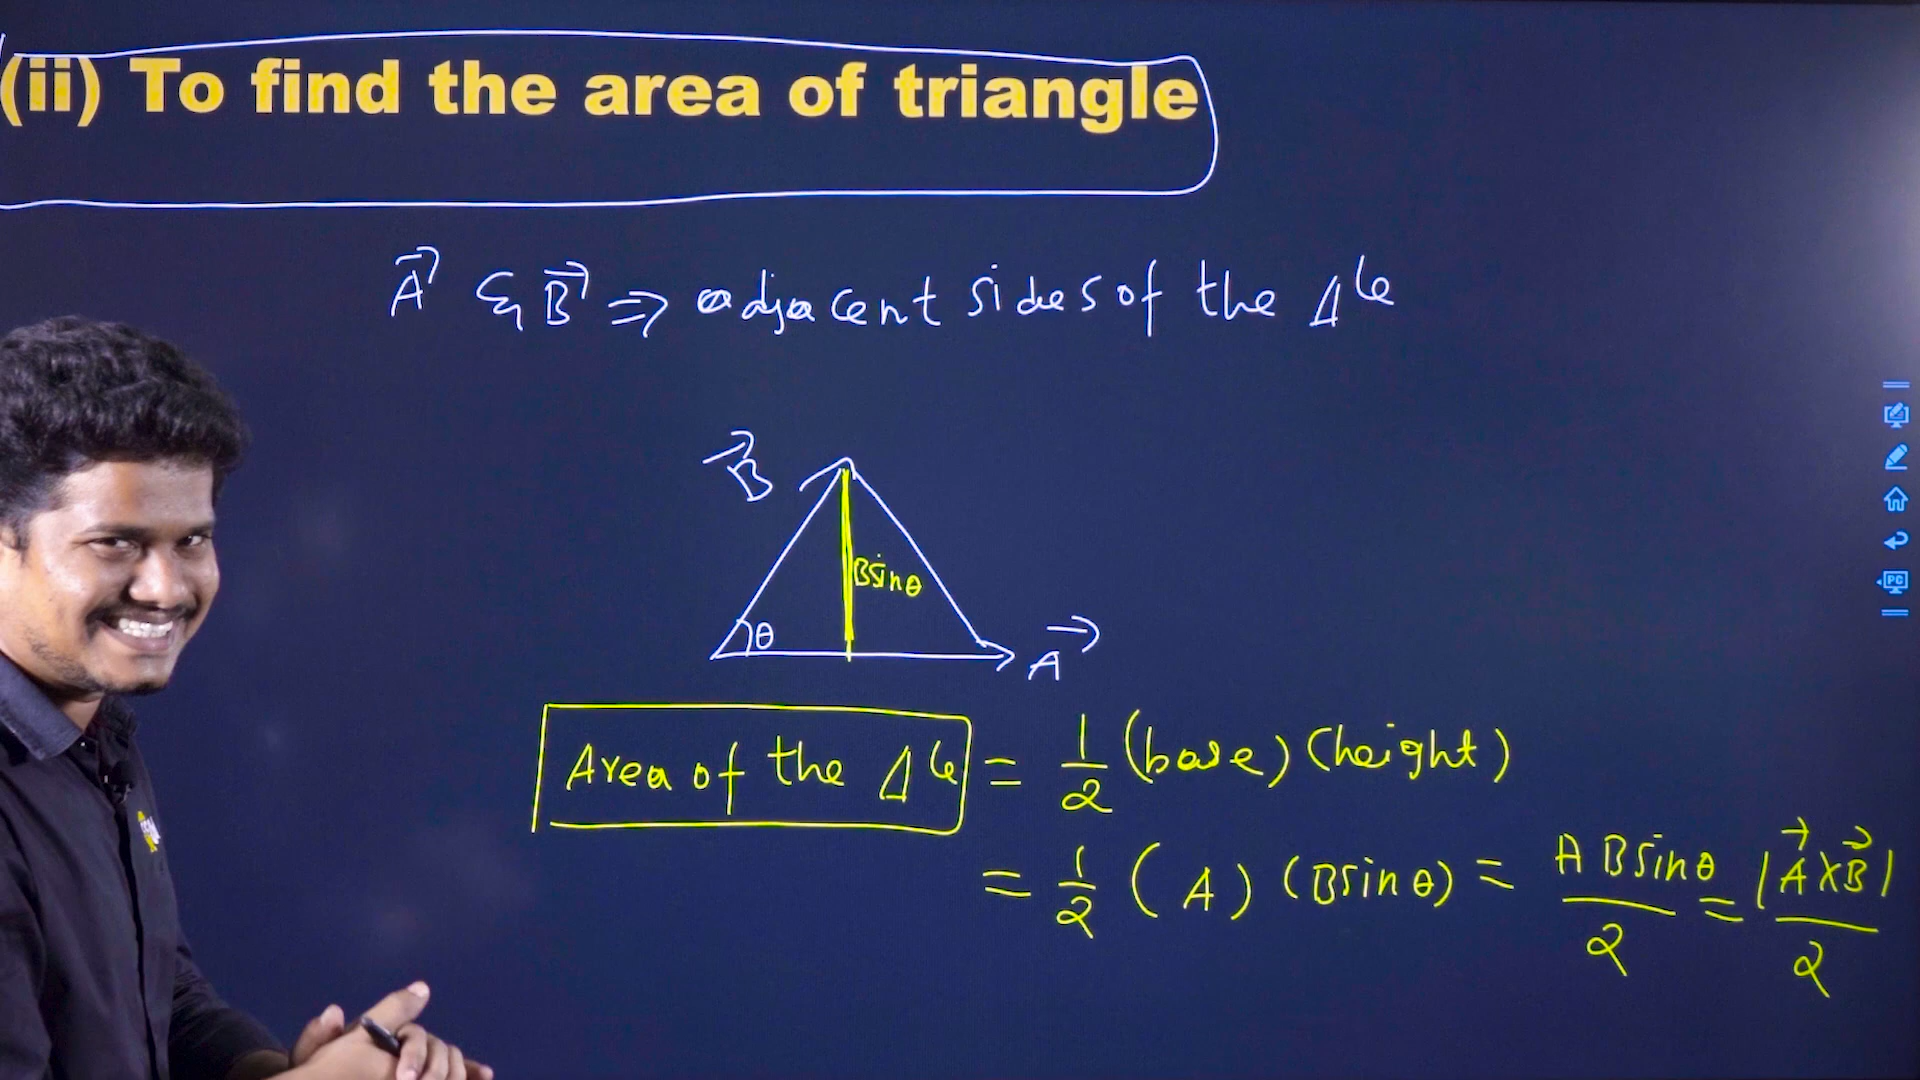 (ii) To find the area of triangle
A⃗ & B⃗ ⇒ adjacent sides of the Δle
B⃗
Bsinθ
θ
A⃗
Area of the Δle = 1/2 (base) (height)
= 1/2 (A) (Bsinθ) = ABsinθ/2 = |A⃗ × B⃗|/2
PC